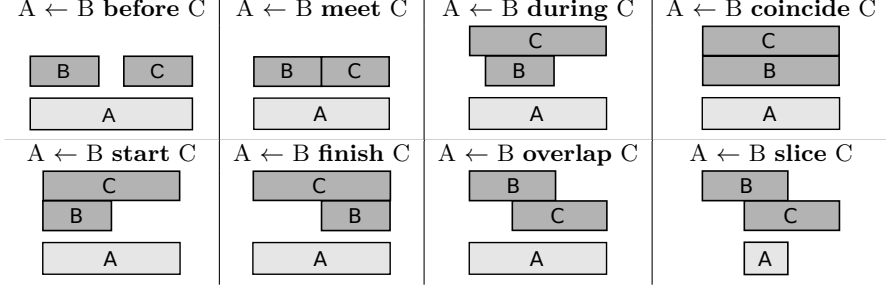 A ← B before C
A ← B meet C
A ← B during C
A ← B coincide C
B C
A
B C
A
C
B
A
C
B
A
A ← B start C
A ← B finish C
A ← B overlap C
A ← B slice C
C
B
A
C
B
A
B
C
A
B
C
A